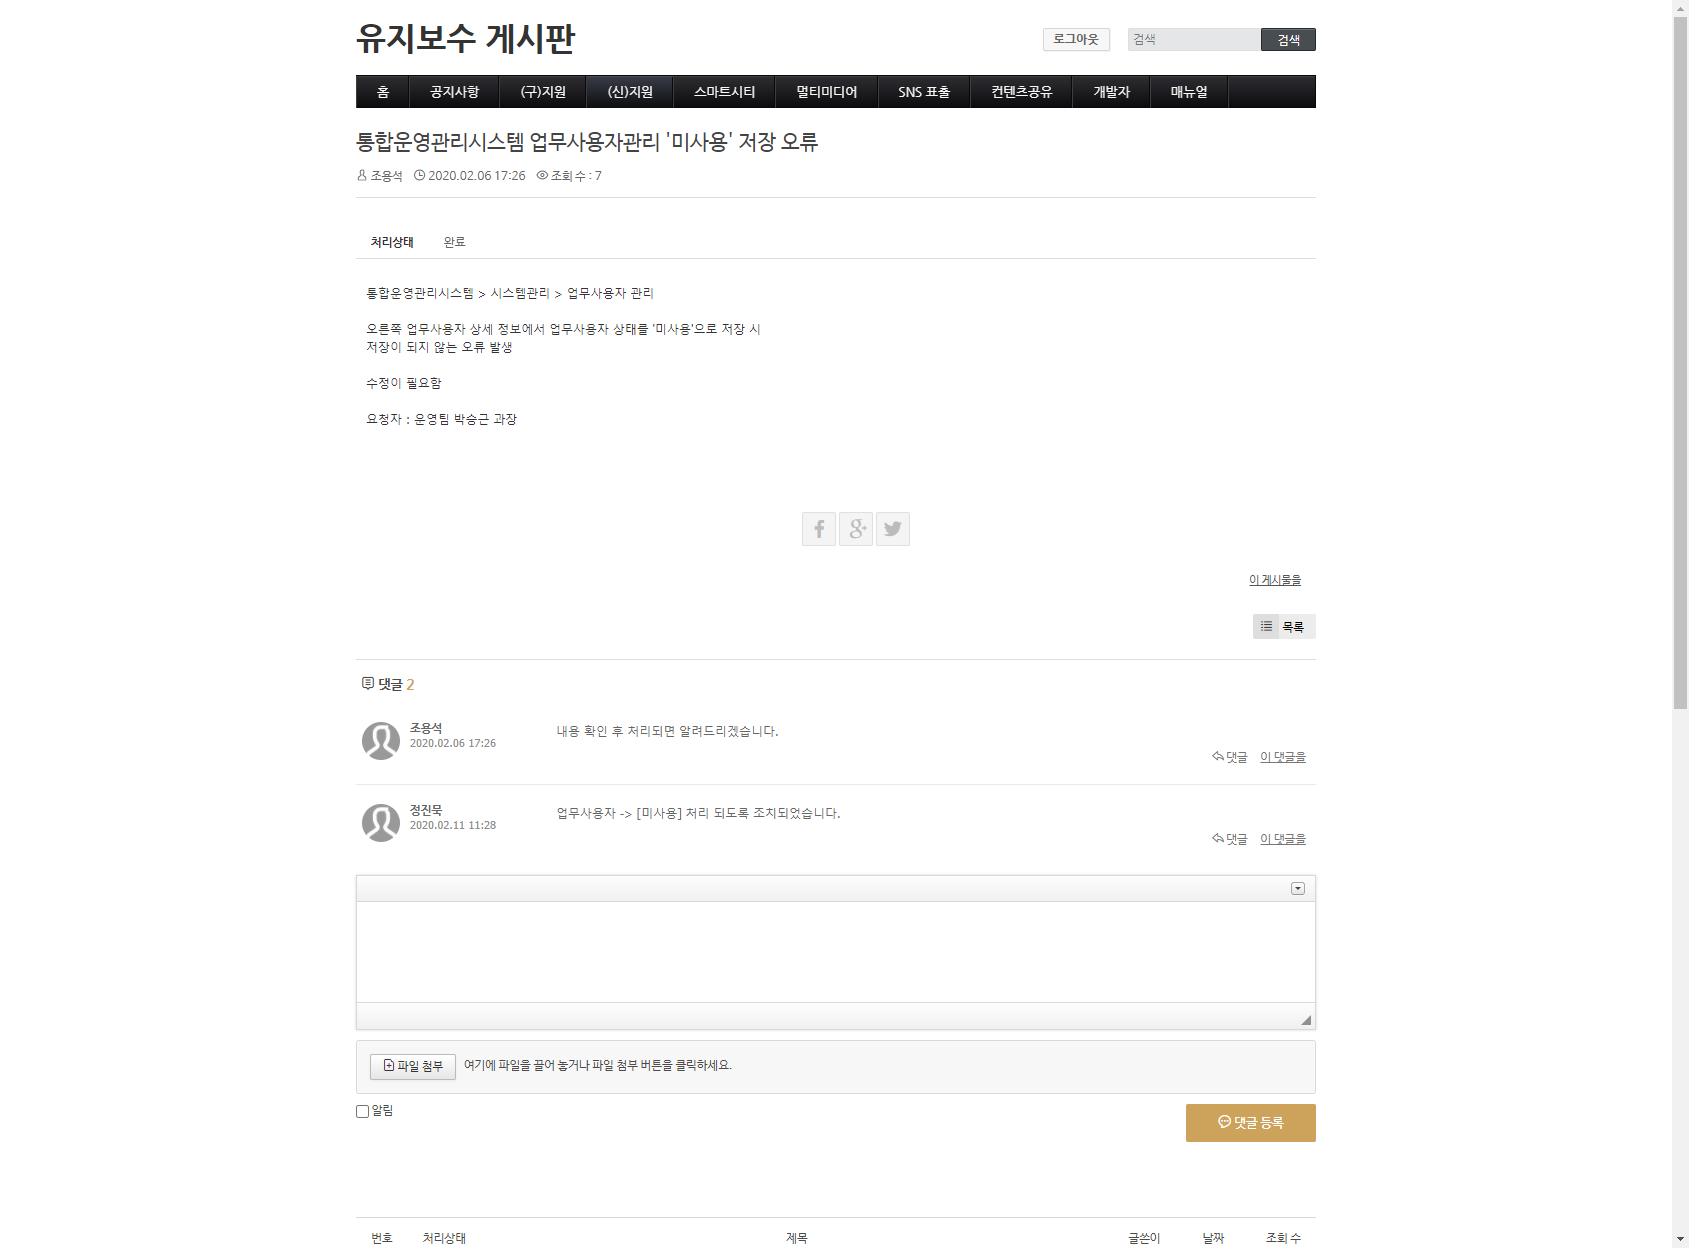 유지보수 게시판
로그아웃 검색 검색
홈 공지사항 (구)지원 (신)지원 스마트시티 멀티미디어 SNS 표출 컨텐츠공유 개발자 매뉴얼
통합운영관리시스템 업무사용자관리 '미사용' 저장 오류
조용석 2020.02.06 17:26 조회 수 : 7
처리상태 완료
통합운영관리시스템 > 시스템관리 > 업무사용자 관리
오른쪽 업무사용자 상세 정보에서 업무사용자 상태를 '미사용'으로 저장 시
저장이 되지 않는 오류 발생
수정이 필요함
요청자 : 운영팀 박승근 과장
이 게시물을
목록
댓글 2
조용석
2020.02.06 17:26
내용 확인 후 처리되면 알려드리겠습니다.
댓글 이 댓글을
정진묵
2020.02.11 11:28
업무사용자 -> [미사용] 처리 되도록 조치되었습니다.
댓글 이 댓글을
파일 첨부 여기에 파일을 끌어 놓거나 파일 첨부 버튼을 클릭하세요.
알림
댓글 등록
번호 처리상태 제목 글쓴이 날짜 조회 수